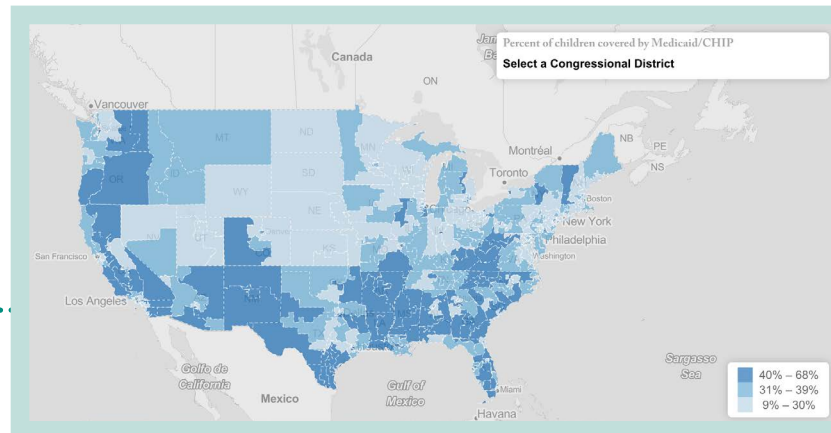 Percent of children covered by Medicaid/CHIP
Select a Congressional District
Canada
ON
Vancouver
Montréal
NB
PE
NS
Toronto
MT
ND
MN
OR
ID
SD
WY
Boston
NE
New York
Philadelphia
UT
Denver
KS
San Francisco
Washington
Los Angeles
TX
Golfo de
California
Mexico
Gulf of
Mexico
Miami
Havana
Sargasso
Sea
40% – 68%
31% – 39%
9% – 30%